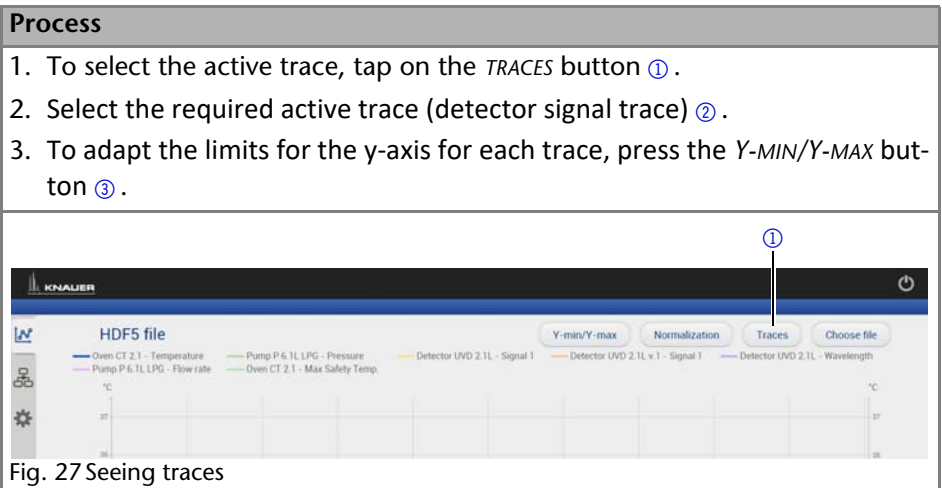 Process
1. To select the active trace, tap on the TRACES button ①.
2. Select the required active trace (detector signal trace) ②.
3. To adapt the limits for the y-axis for each trace, press the Y-MIN/Y-MAX but-
ton ③.
①
KNAUER
HDF5 file
Y-min/Y-max Normalization Traces Choose file
Oven CT 2.1 - Temperature Pump P 6.1L LPG - Pressure Detector UVD 2.1L - Signal 1 Detector UVD 2.1L v.1 - Signal 1 Detector UVD 2.1L - Wavelength
Pump P 6.1L LPG - Flow rate Oven CT 2.1 - Max Safety Temp.
°C °C
37 37
36 36
Fig. 27 Seeing traces